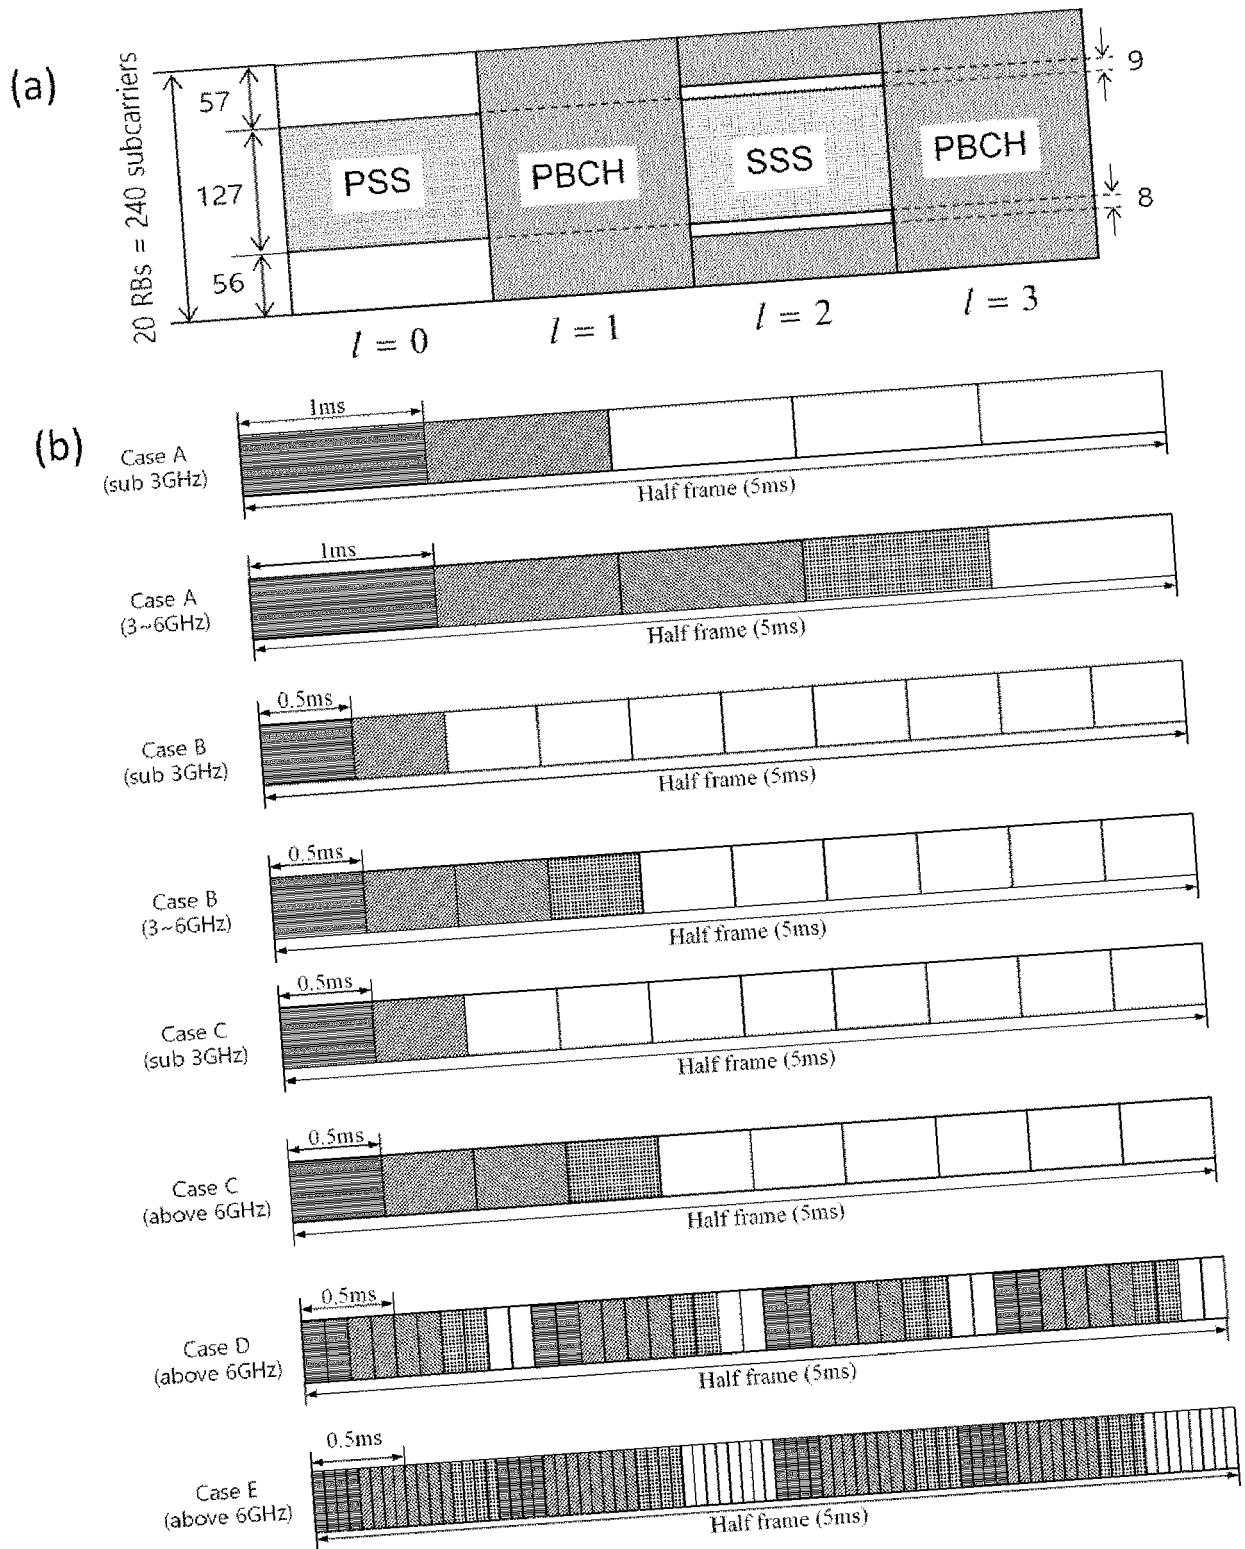 (a)
20 RBs = 240 subcarriers
57
127
56
PSS
PBCH
SSS
PBCH
9
8
l = 0
l = 1
l = 2
l = 3
(b)
1ms
Case A
(sub 3GHz)
Half frame (5ms)
1ms
Case A
(3~6GHz)
Half frame (5ms)
0.5ms
Case B
(sub 3GHz)
Half frame (5ms)
0.5ms
Case B
(3~6GHz)
Half frame (5ms)
0.5ms
Case C
(sub 3GHz)
Half frame (5ms)
0.5ms
Case C
(above 6GHz)
Half frame (5ms)
0.5ms
Case D
(above 6GHz)
Half frame (5ms)
0.5ms
Case E
(above 6GHz)
Half frame (5ms)